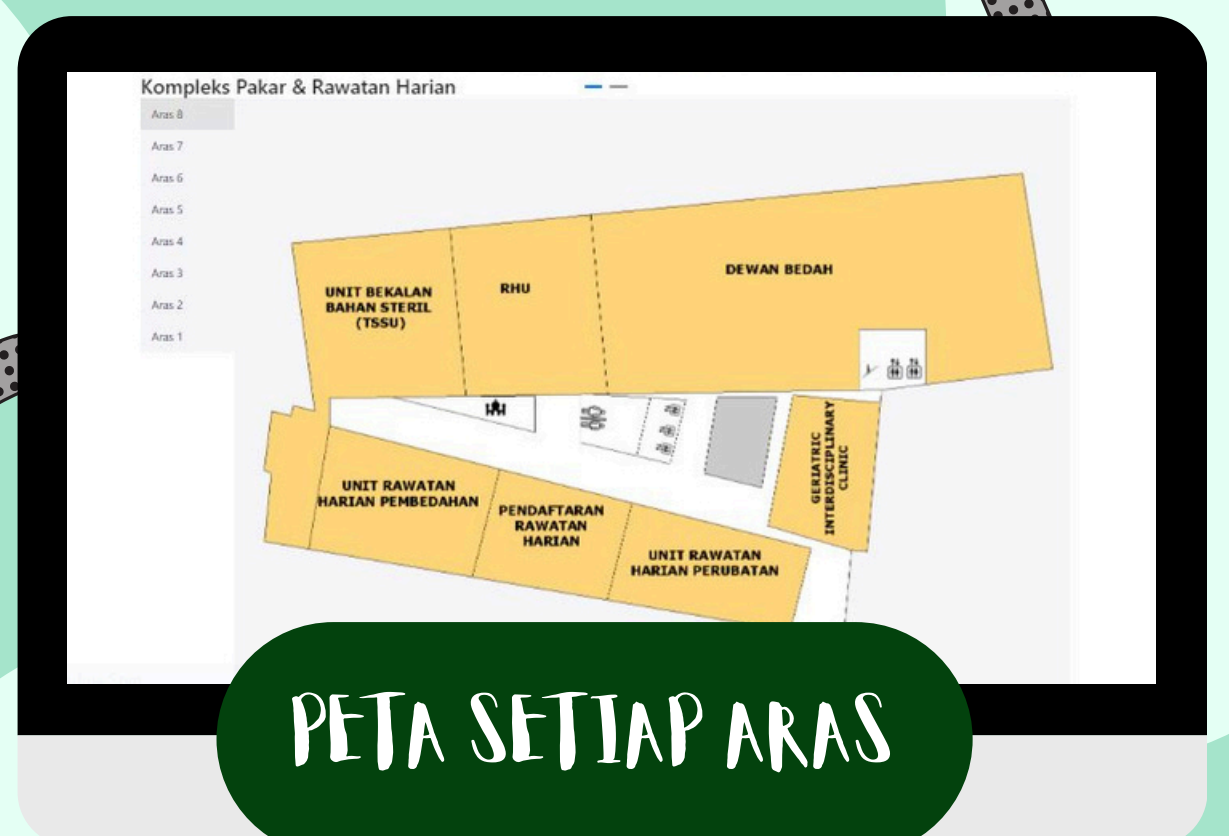 Kompleks Pakar & Rawatan Harian
Aras 8
Aras 7
Aras 6
Aras 5
Aras 4
Aras 3
Aras 2
Aras 1
UNIT BEKALAN
BAHAN STERIL
(TSSU)
RHU
DEWAN BEDAH
GERIATRIC
INTERDISCIPLINARY
CLINIC
UNIT RAWATAN
HARIAN PEMBEDAHAN
PENDAFTARAN
RAWATAN
HARIAN
UNIT RAWATAN
HARIAN PERUBATAN
PETA SETIAP ARAS